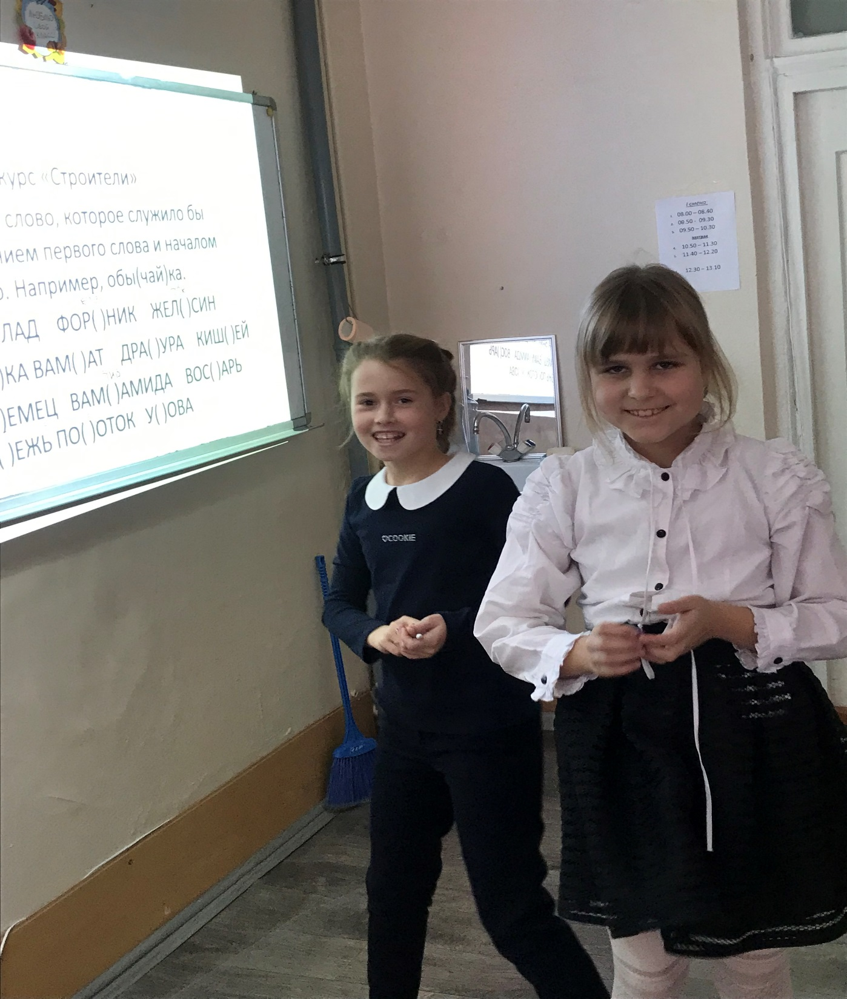 ЛЮБЛЮ
СВОЙ
КЛАСС
курс «Строители»
слово, которое служило бы
нием первого слова и началом
о. Например, обы(чай)ка.
ЛАД ФОР( )НИК ЖЕЛ( )СИН
)КА ВАМ( )АТ ДРА( )УРА КИШ( )ЕЙ
)ЕМЕЦ ВАМ( )АМИДА ВОС( )АРЬ
( )ЕЖЬ ПО( )ОТОК У( )ОВА
I смена:
1. 08.00 – 08.40
2. 08.50 - 09.30
3. 09.50 – 10.30
4. 10.50 – 11.30
5. 11.40 – 12.20
12.30 – 13.10
COOKIE